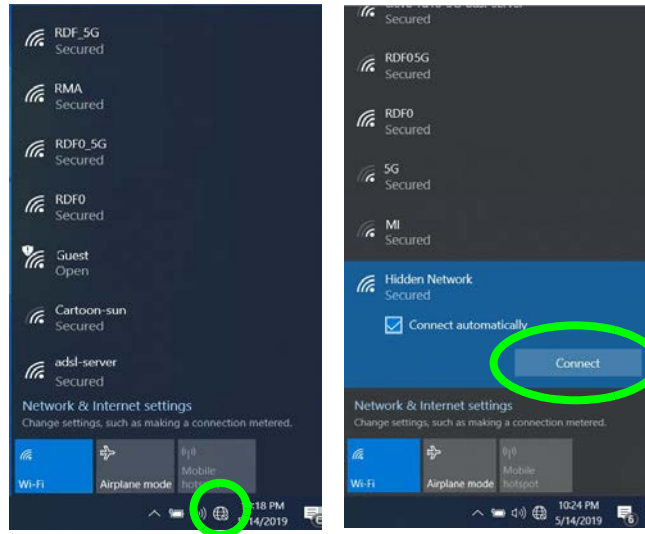 RDF_5G
Secured
RMA
Secured
RDF0_5G
Secured
RDF0
Secured
Guest
Open
Cartoon-sun
Secured
adsl-server
Secured
Network & Internet settings
Change settings, such as making a connection metered.
Wi-Fi
Airplane mode
Mobile
hotspot
:18 PM
/14/2019
Secured
RDF05G
Secured
RDF0
Secured
5G
Secured
MI
Secured
Hidden Network
Secured
Connect automatically
Connect
Network & Internet settings
Change settings, such as making a connection metered.
Wi-Fi
Airplane mode
Mobile
hotspot
10:24 PM
5/14/2019
6